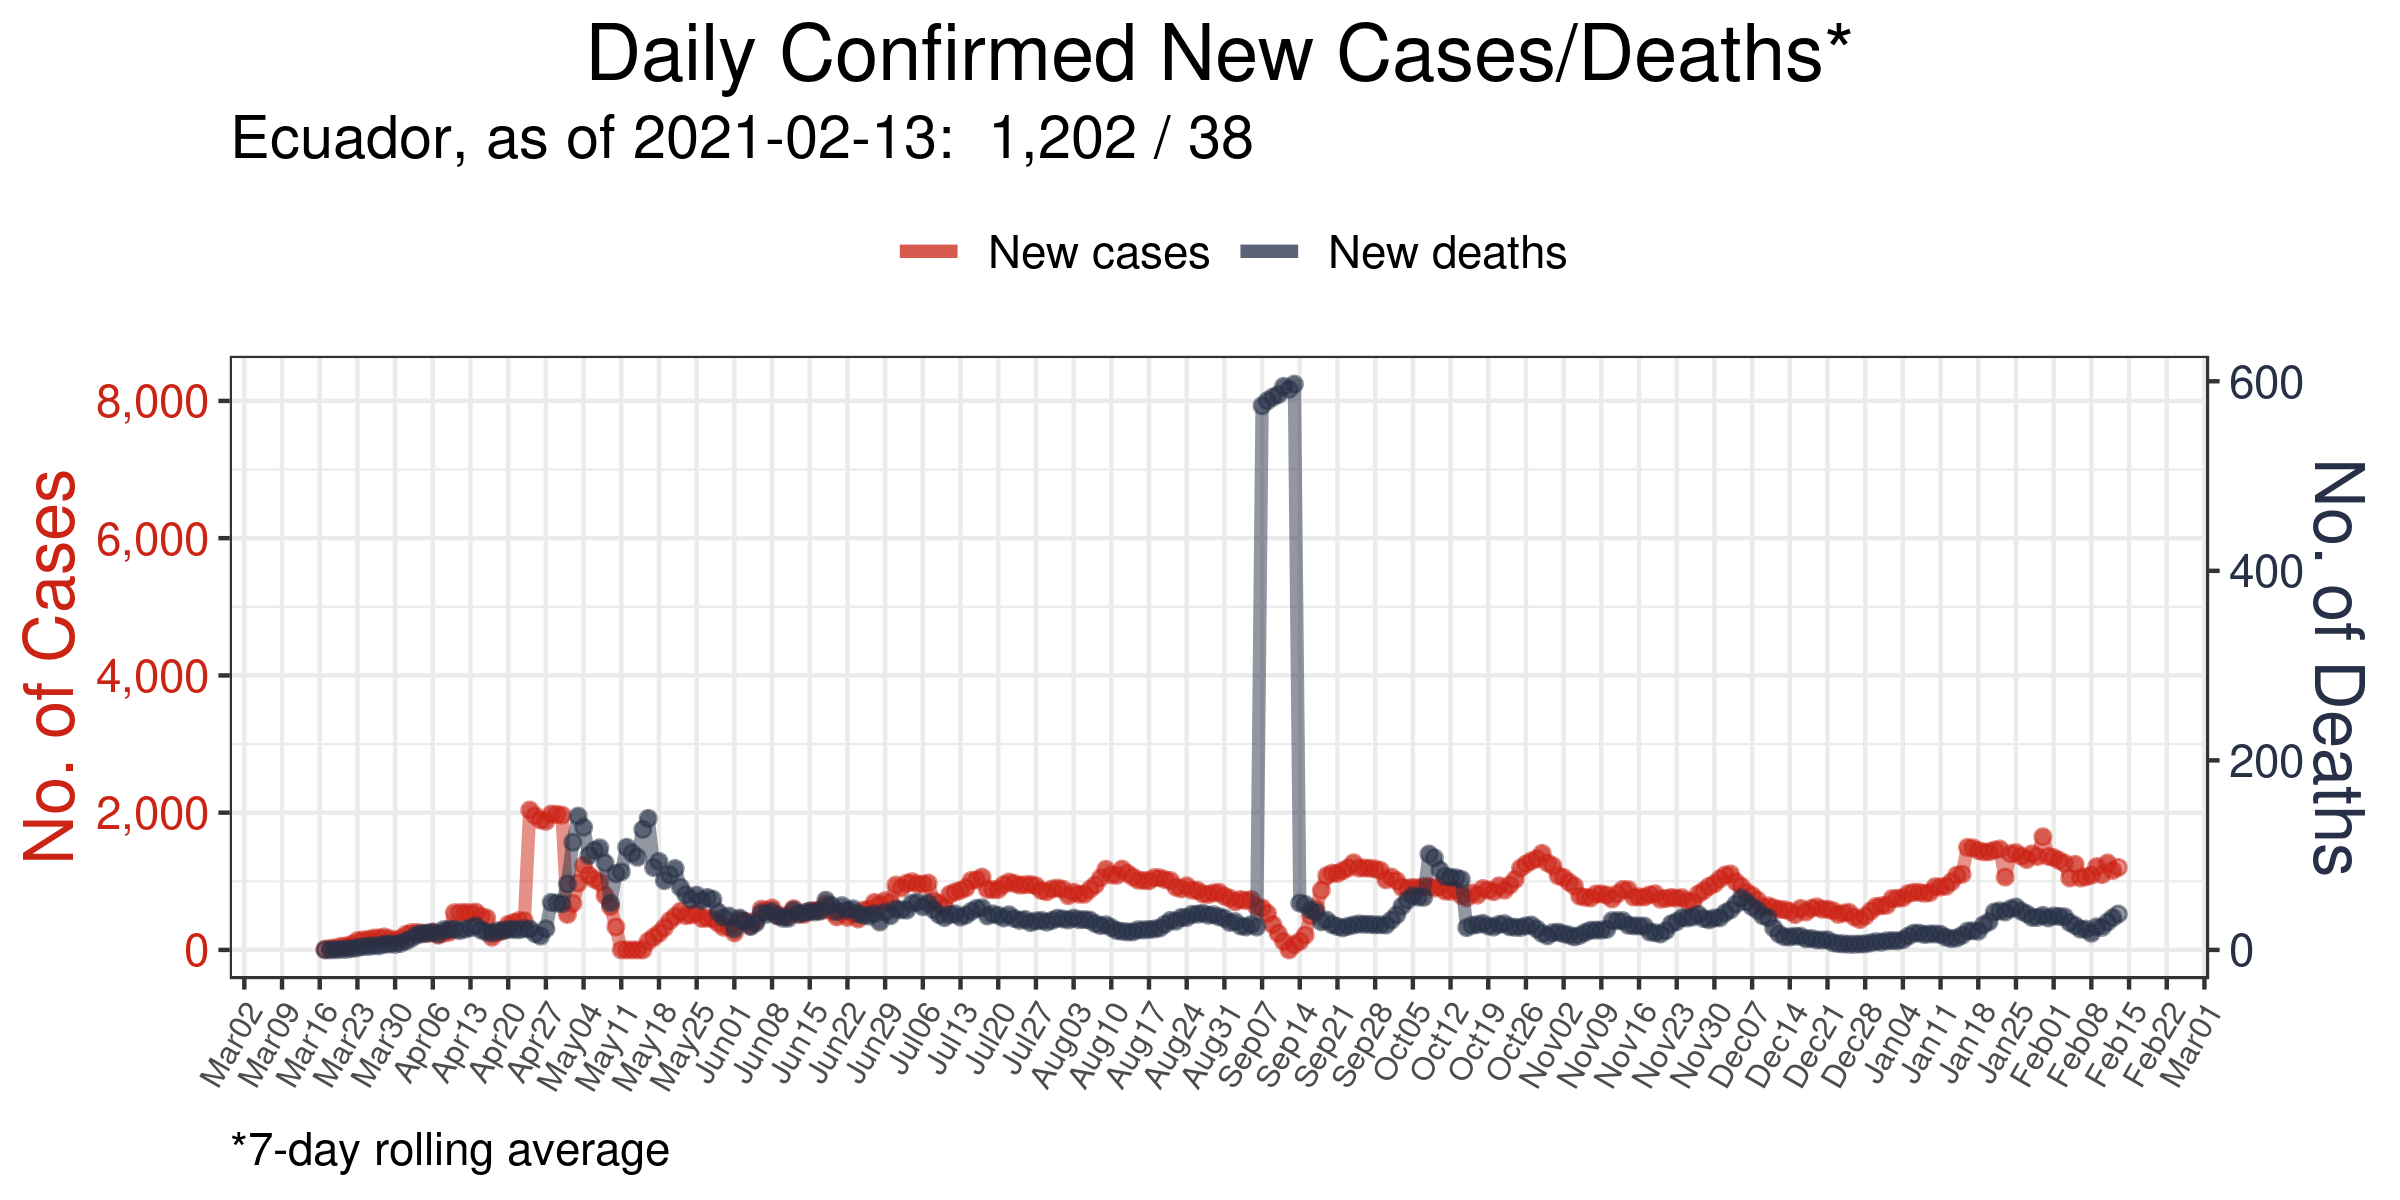 Daily Confirmed New Cases/Deaths*
Ecuador, as of 2021-02-13:  1,202 / 38
New cases
New deaths
No. of Cases
8,000
6,000
4,000
2,000
0
600
400
200
0
No. of Deaths
Mar02
Mar09
Mar16
Mar23
Mar30
Apr06
Apr13
Apr20
Apr27
May04
May11
May18
May25
Jun01
Jun08
Jun15
Jun22
Jun29
Jul06
Jul13
Jul20
Jul27
Aug03
Aug10
Aug17
Aug24
Aug31
Sep07
Sep14
Sep21
Sep28
Oct05
Oct12
Oct19
Oct26
Nov02
Nov09
Nov16
Nov23
Nov30
Dec07
Dec14
Dec21
Dec28
Jan04
Jan11
Jan18
Jan25
Feb01
Feb08
Feb15
Feb22
Mar01
*7-day rolling average